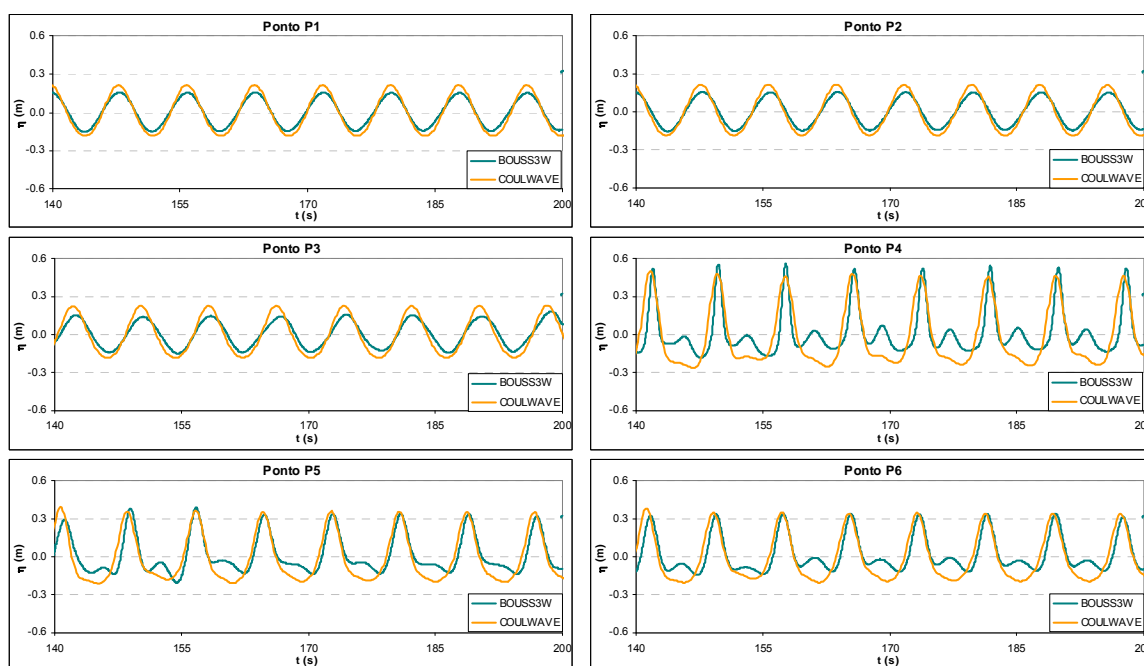 Ponto P1
0.6
0.3
0.0
-0.3
-0.6
η (m)
140 155 170 185 200
t (s)
BOUSS3W
COULWAVE
Ponto P2
0.6
0.3
0.0
-0.3
-0.6
η (m)
140 155 170 185 20
t (s)
BOUSS3W
COULWAVE
Ponto P3
0.6
0.3
0.0
-0.3
-0.6
η (m)
140 155 170 185 200
t (s)
BOUSS3W
COULWAVE
Ponto P4
0.6
0.3
0.0
-0.3
-0.6
η (m)
140 155 170 185 20
t (s)
BOUSS3W
COULWAVE
Ponto P5
0.6
0.3
0.0
-0.3
-0.6
η (m)
140 155 170 185 200
t (s)
BOUSS3W
COULWAVE
Ponto P6
0.6
0.3
0.0
-0.3
-0.6
η (m)
140 155 170 185 20
t (s)
BOUSS3W
COULWAVE